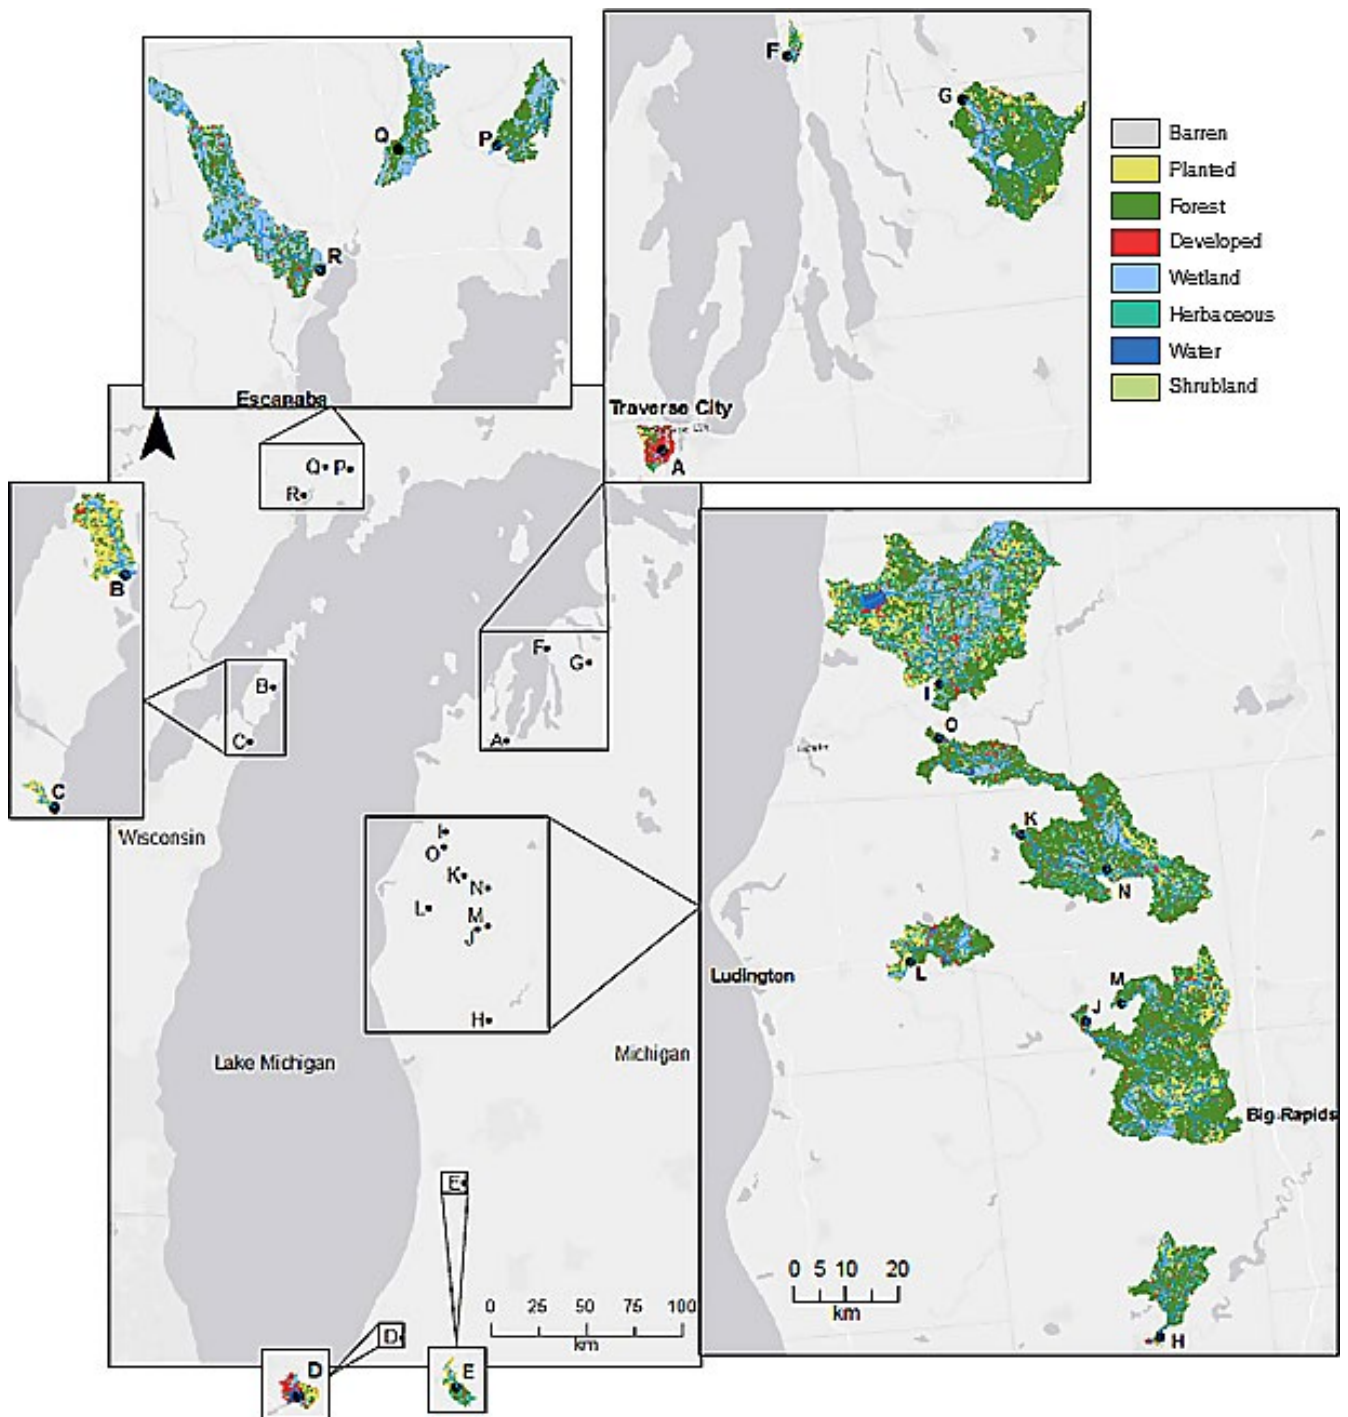 F
G
Q
P
R
Barren
Planted
Forest
Developed
Wetland
Herbaceous
Water
Shrubland
Escanaba
Traverse City
A
Q P
R
B
C
F
G
B
A
C
I
O
K
N
L
M
J
H
Wisconsin
Lake Michigan
Michigan
E
D
0 25 50 75 100
km
D
E
I
O
K
N
L
Ludington
M
J
Big Rapids
0 5 10 20
km
H